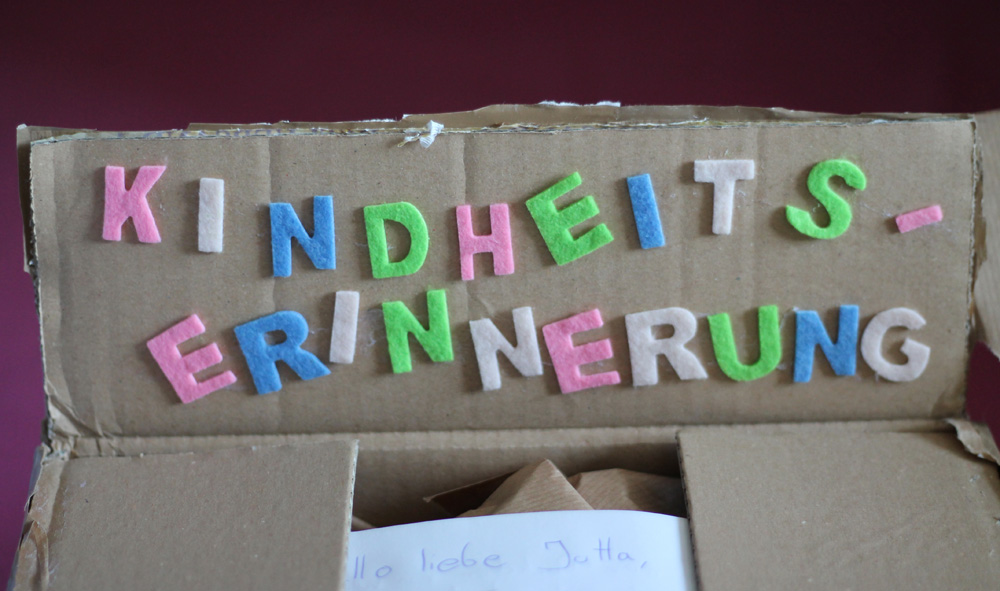 KINDHEITS-
ERINNERUNG
llo liebe Jutta,